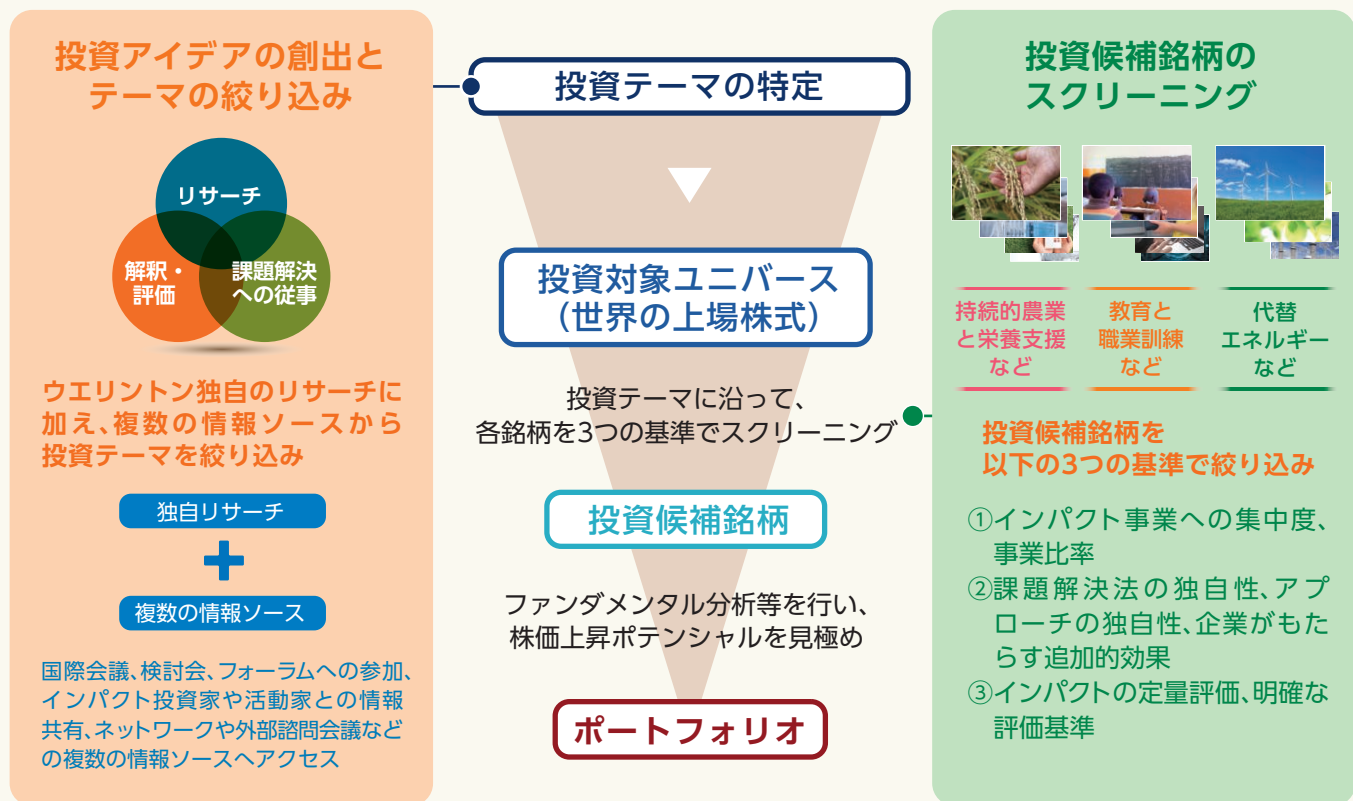 投資アイデアの創出と
テーマの絞り込み
リサーチ
解釈・
評価
課題解決
への従事
ウエリントン独自のリサーチに
加え、複数の情報ソースから
投資テーマを絞り込み
独自リサーチ
+
複数の情報ソース
国際会議、検討会、フォーラムへの参加、
インパクト投資家や活動家との情報
共有、ネットワークや外部諮問会議など
の複数の情報ソースへアクセス
投資テーマの特定
投資対象ユニバース
（世界の上場株式）
投資テーマに沿って、
各銘柄を3つの基準でスクリーニング
投資候補銘柄
ファンダメンタル分析等を行い、
株価上昇ポテンシャルを見極め
ポートフォリオ
投資候補銘柄の
スクリーニング
持続的農業
と栄養支援
など
教育と
職業訓練
など
代替
エネルギー
など
投資候補銘柄を
以下の3つの基準で絞り込み
①インパクト事業への集中度、
事業比率
②課題解決法の独自性、アプ
ローチの独自性、企業がもた
らす追加的効果
③インパクトの定量評価、明確な
評価基準